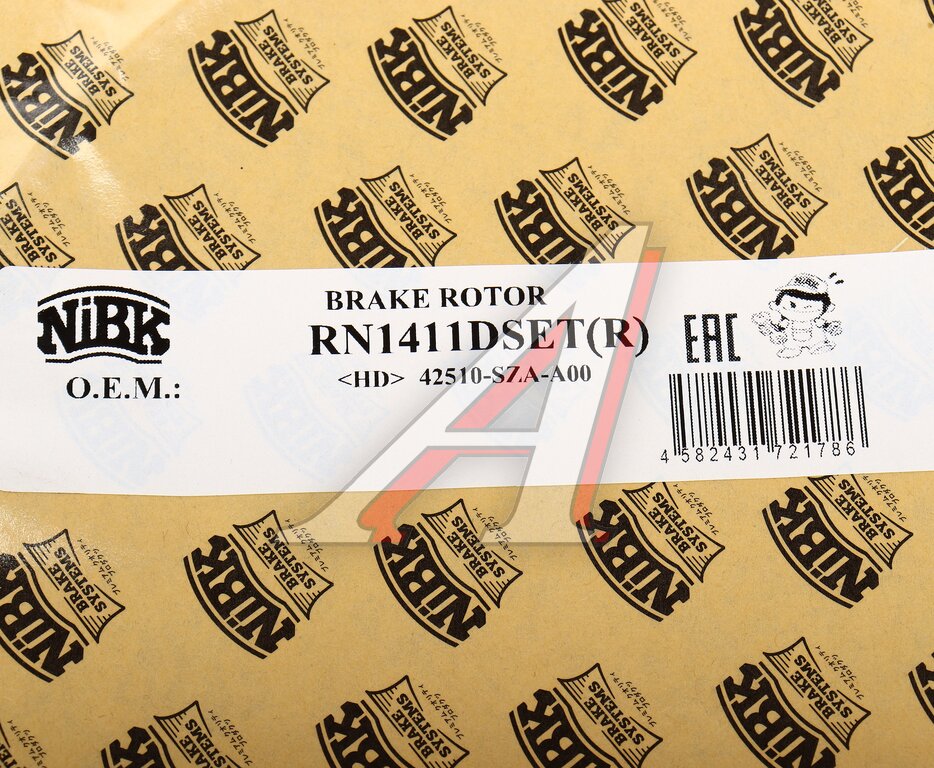 NiBK
BRAKE ROTOR
RN1411DSET(R)
O.E.M.:
<HD> 42510-SZA-A00
EAC
4 582431 721786
NiBK
BRAKE
SYSTEMS